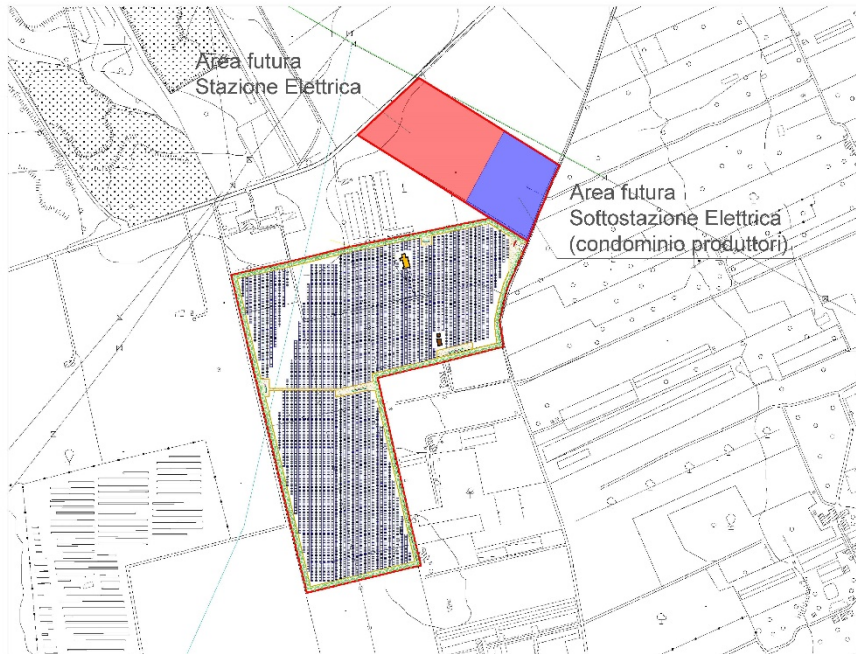 Area futura
Stazione Elettrica
Area futura
Sottostazione Elettrica
(condominio produttori)